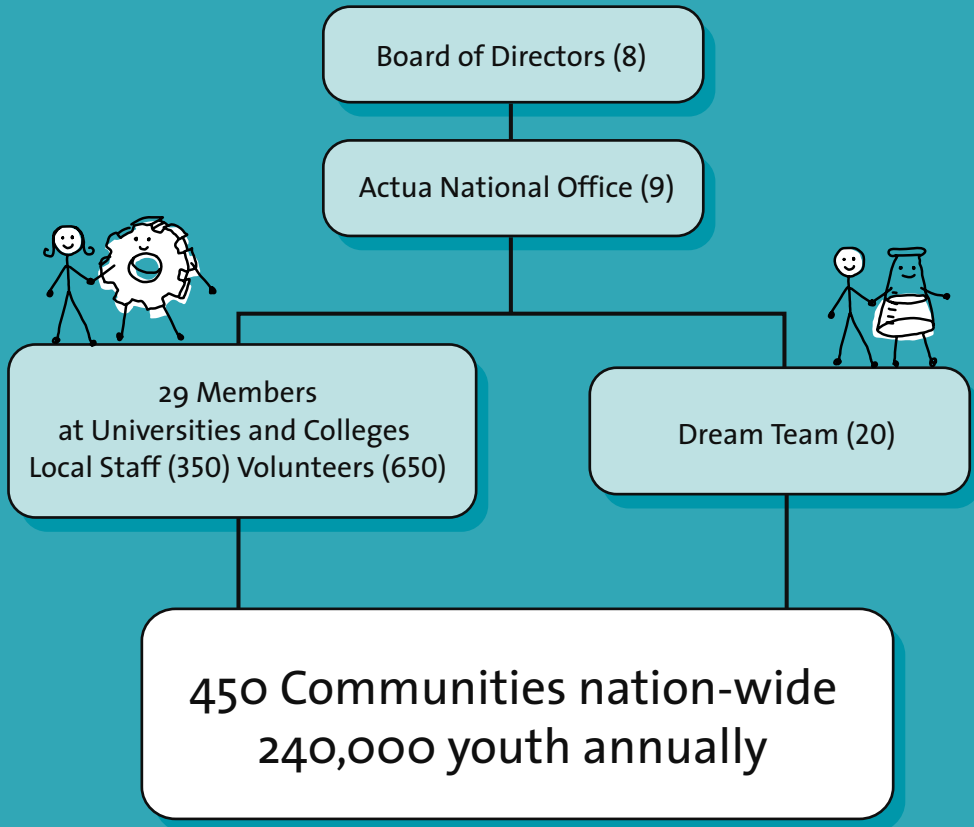 Board of Directors (8)
Actua National Office (9)
29 Members
at Universities and Colleges
Local Staff (350) Volunteers (650)
Dream Team (20)
450 Communities nation-wide
240,000 youth annually